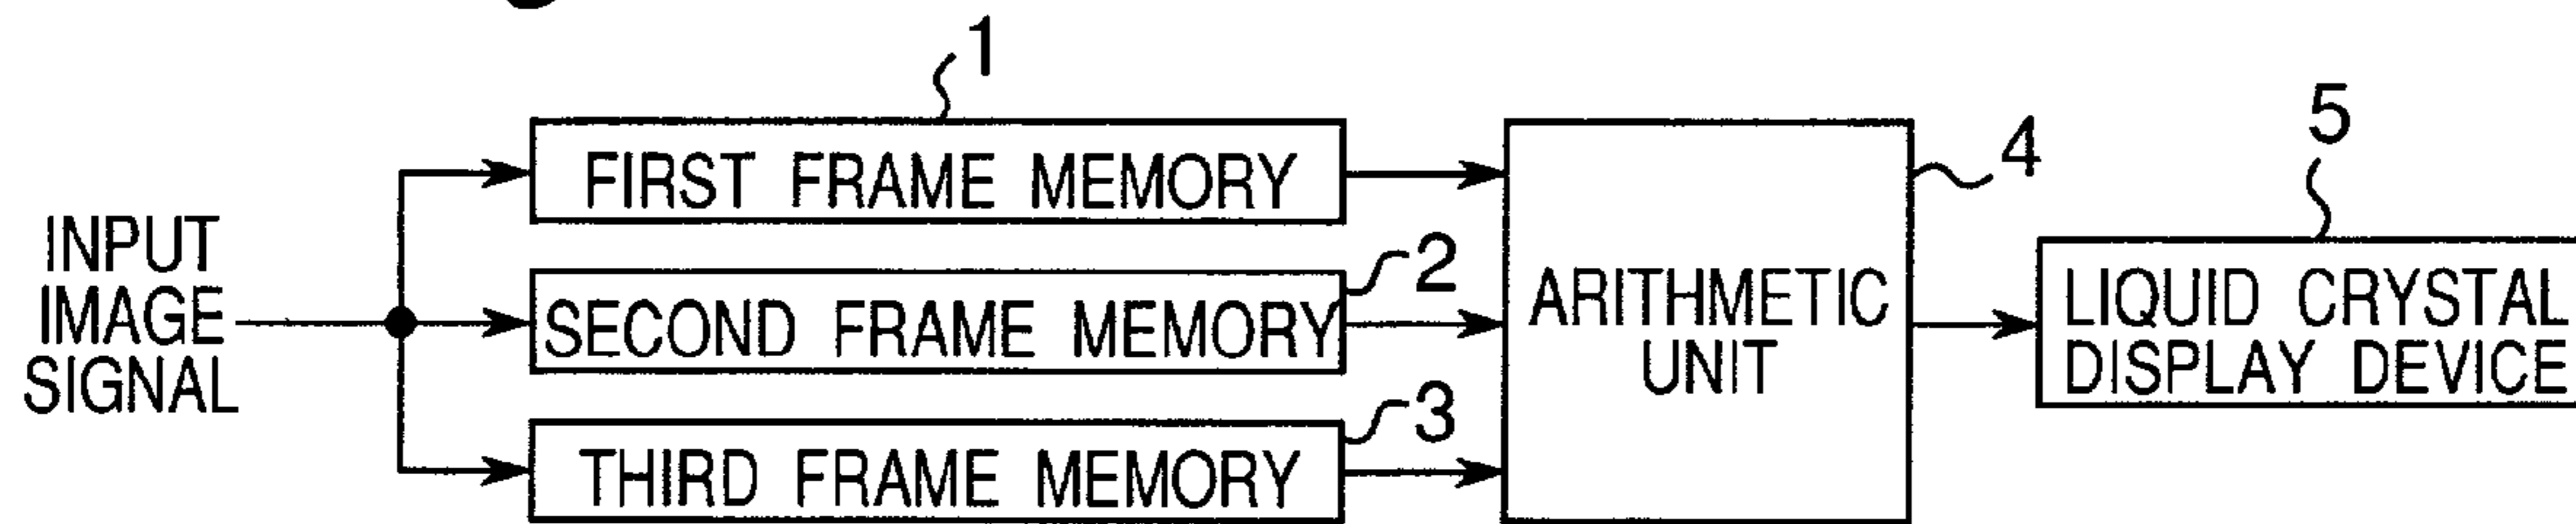 1
FIRST FRAME MEMORY
INPUT
IMAGE
SIGNAL
2
SECOND FRAME MEMORY
3
THIRD FRAME MEMORY
4
ARITHMETIC
UNIT
5
LIQUID CRYSTAL
DISPLAY DEVICE